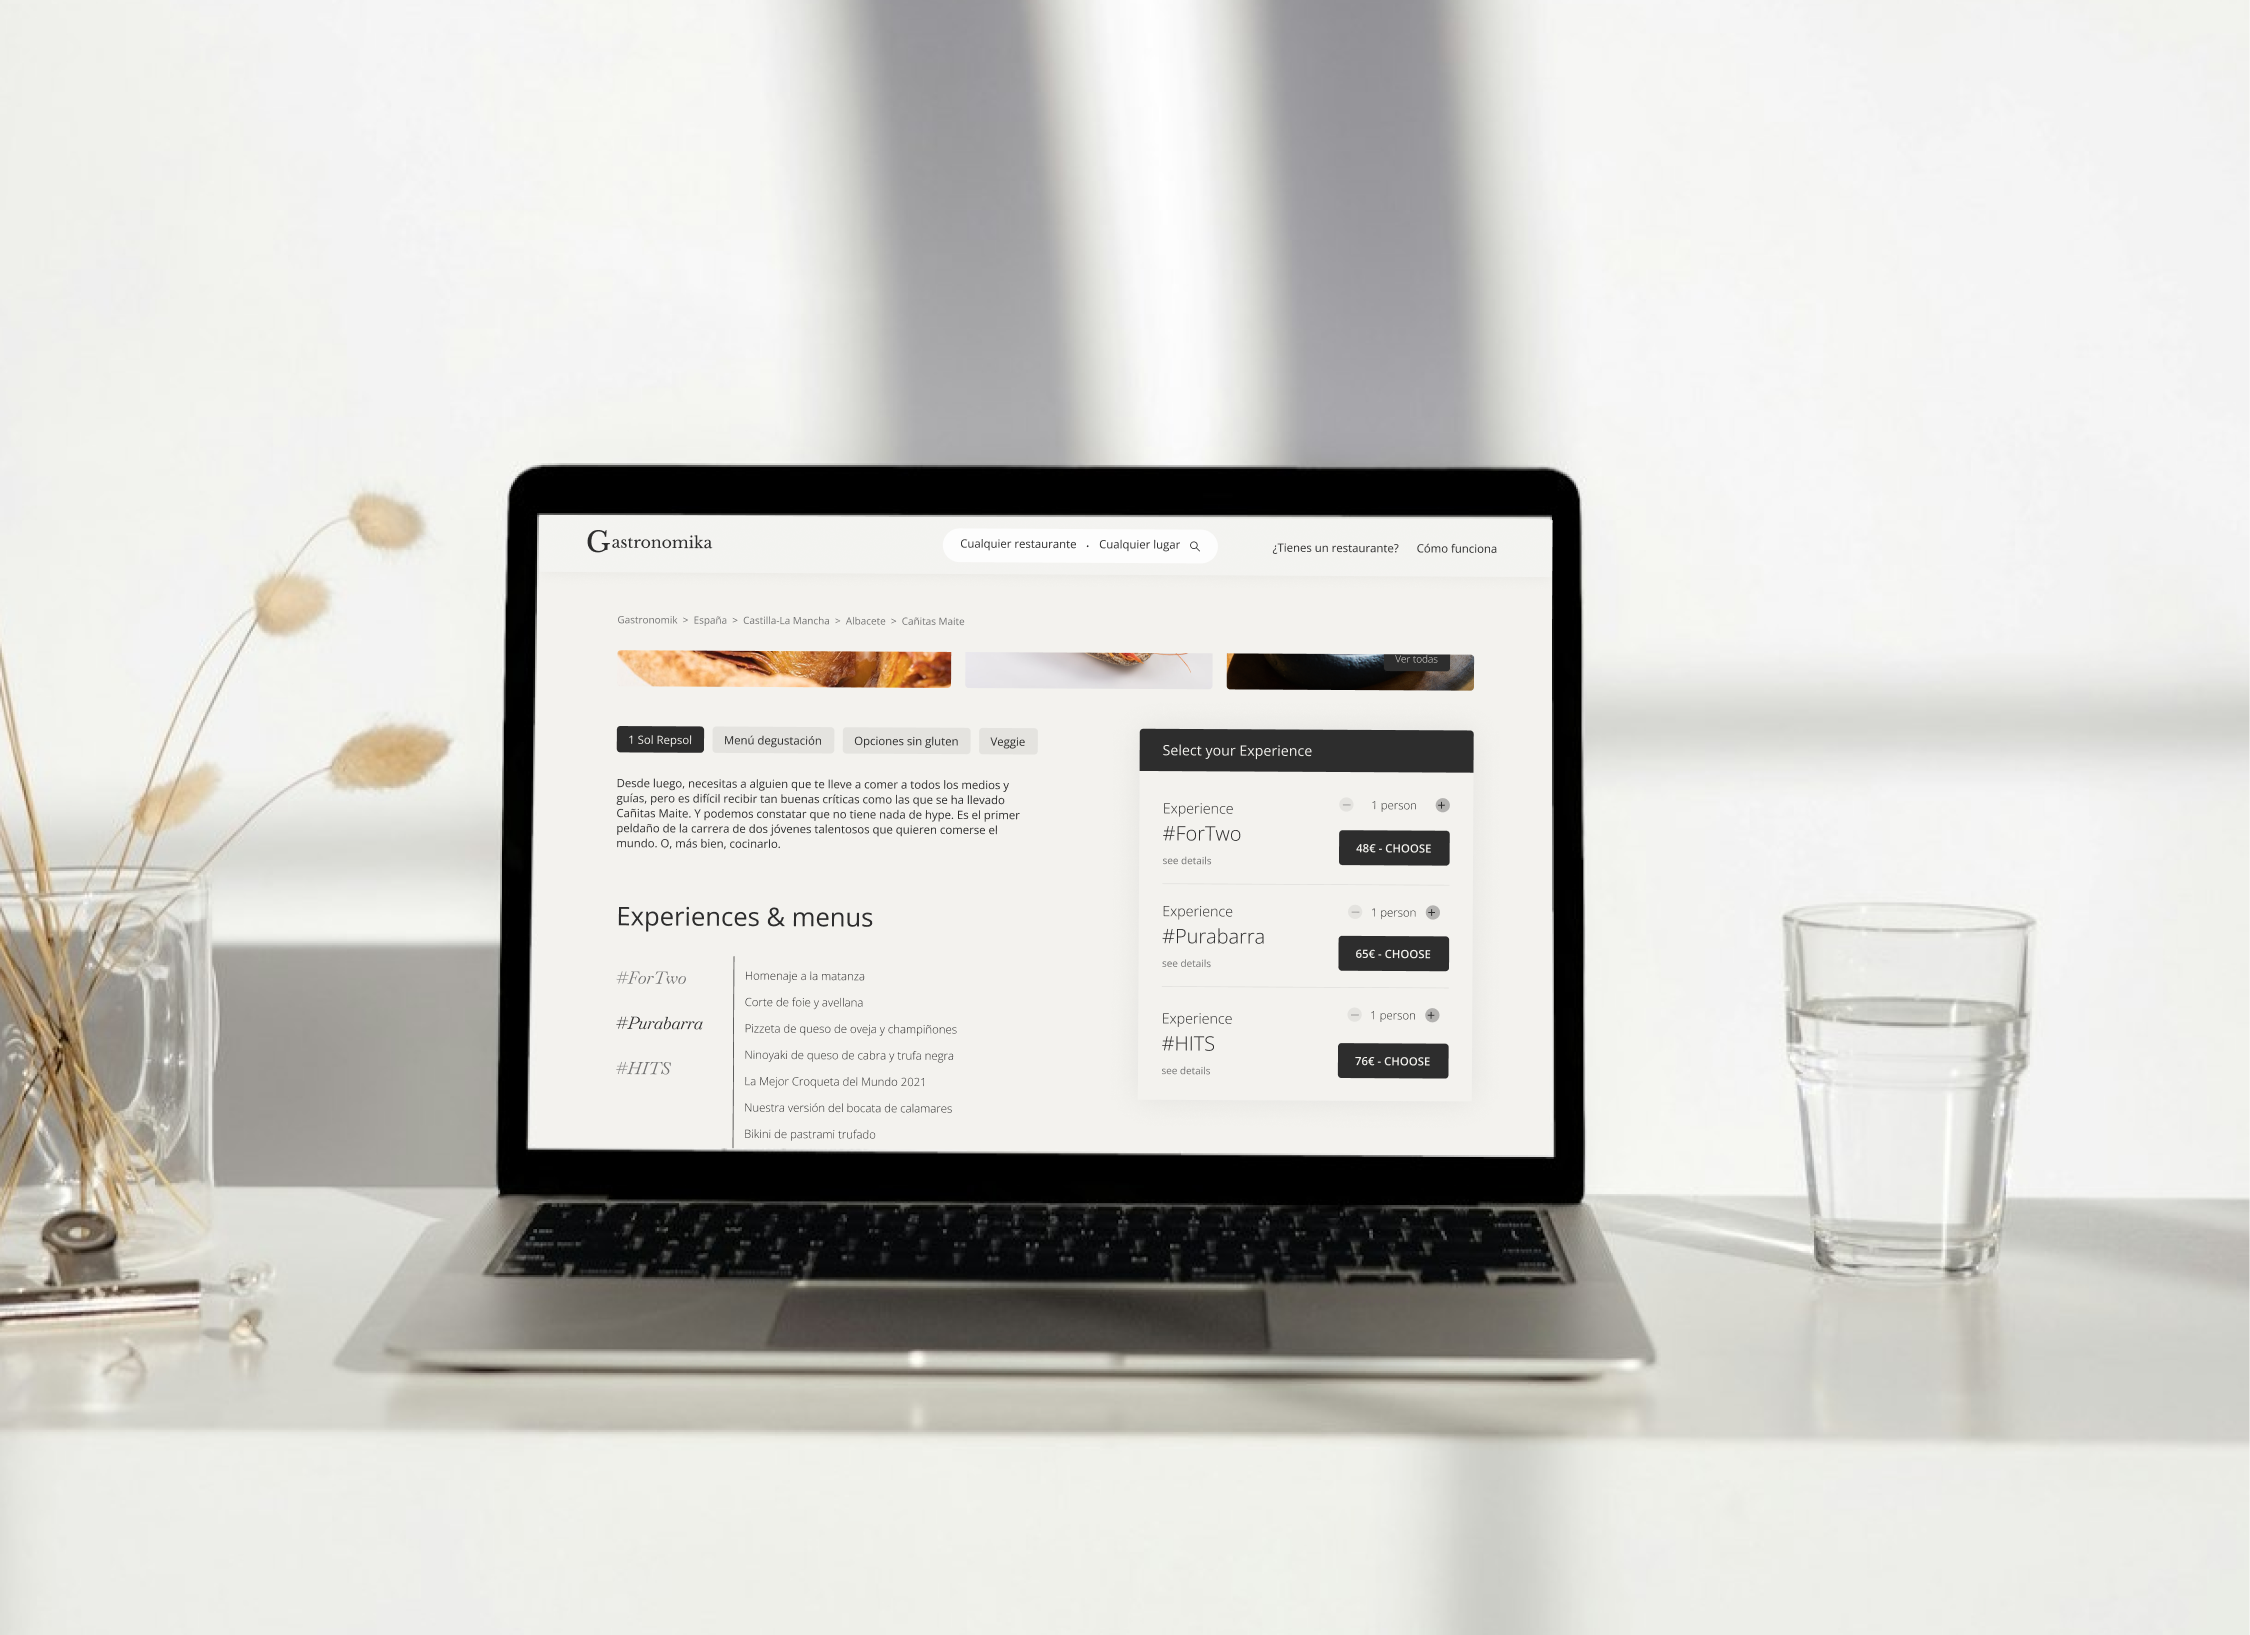 Gastronomika
Cualquier restaurante · Cualquier lugar
¿Tienes un restaurante? Cómo funciona
Gastronomik > España > Castilla-La Mancha > Albacete > Cañitas Maite
Ver todas
1 Sol Repsol
Menú degustación
Opciones sin gluten
Veggie
Desde luego, necesitas a alguien que te lleve a comer a todos los medios y
guías, pero es difícil recibir tan buenas críticas como las que se ha llevado
Cañitas Maite. Y podemos constatar que no tiene nada de hype. Es el primer
peldaño de la carrera de dos jóvenes talentosos que quieren comerse el
mundo. O, más bien, cocinarlo.
Experiences & menus
#ForTwo
#Purabarra
#HITS
Homenaje a la matanza
Corte de foie y avellana
Pizzeta de queso de oveja y champiñones
Ninoyaki de queso de cabra y trufa negra
La Mejor Croqueta del Mundo 2021
Nuestra versión del bocata de calamares
Bikini de pastrami trufado
Select your Experience
Experience
#ForTwo
see details
− 1 person +
48€ - CHOOSE
Experience
#Purabarra
see details
− 1 person +
65€ - CHOOSE
Experience
#HITS
see details
− 1 person +
76€ - CHOOSE